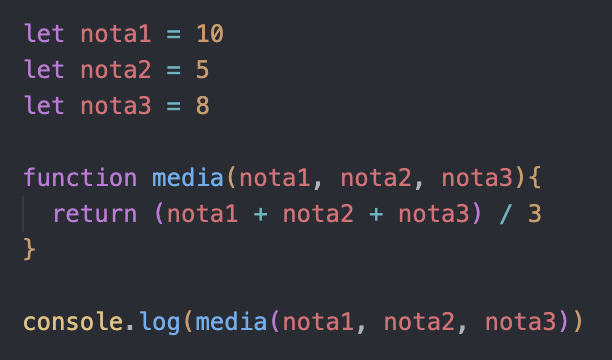 let nota1 = 10
let nota2 = 5
let nota3 = 8
function media(nota1, nota2, nota3){
return (nota1 + nota2 + nota3) / 3
}
console.log(media(nota1, nota2, nota3))